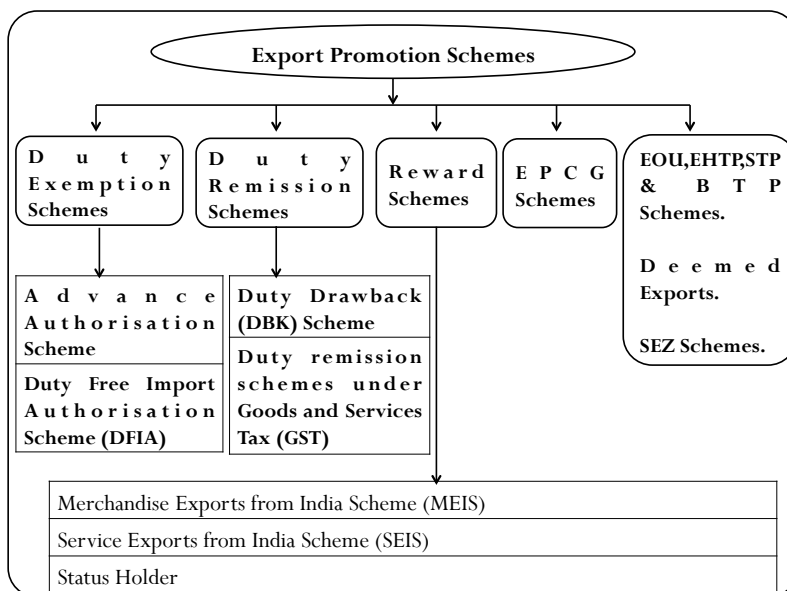 Export Promotion Schemes
Duty
Exemption
Schemes
Duty
Remission
Schemes
Reward
Schemes
EPCG
Schemes
EOU,EHTP,STP
& BTP
Schemes.
Deemed
Exports.
SEZ Schemes.
Advance
Authorisation
Scheme
Duty Free Import
Authorisation
Scheme (DFIA)
Duty Drawback
(DBK) Scheme
Duty remission
schemes under
Goods and Services
Tax (GST)
Merchandise Exports from India Scheme (MEIS)
Service Exports from India Scheme (SEIS)
Status Holder